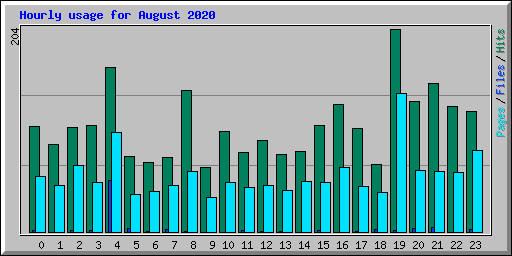 Hourly usage for August 2020
204
Pages / Files / Hits
0 1 2 3 4 5 6 7 8 9 10 11 12 13 14 15 16 17 18 19 20 21 22 23